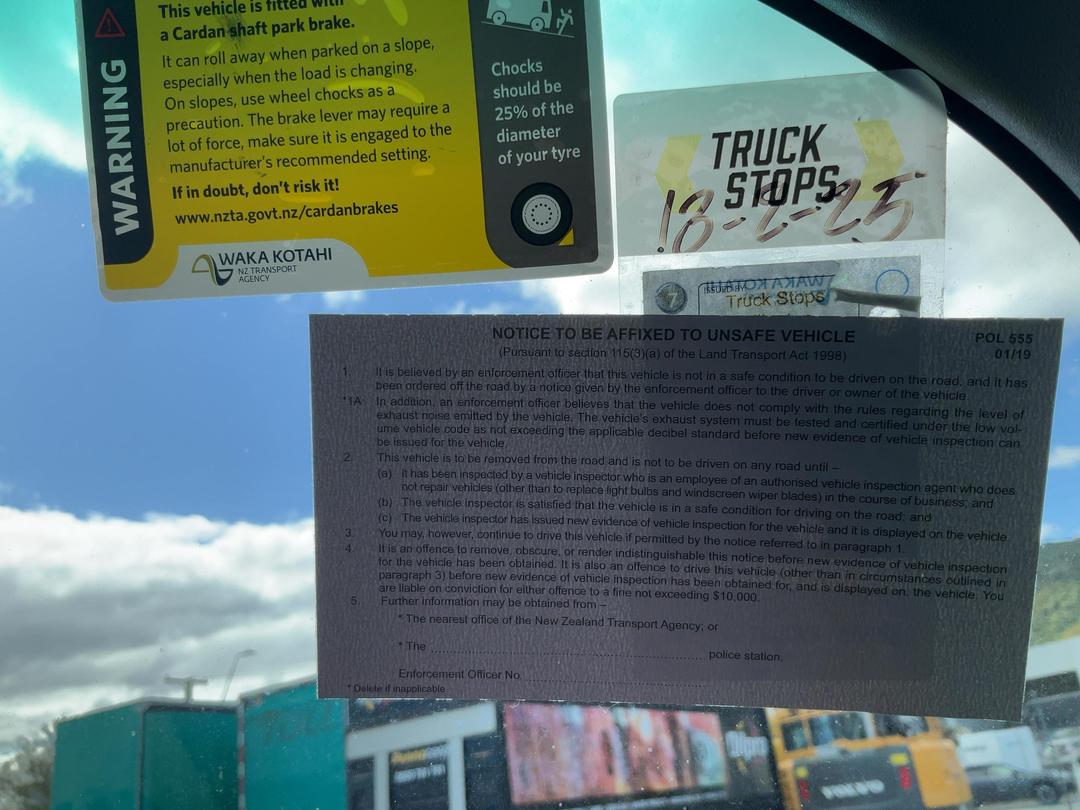 WARNING
This vehicle is fitted with
a Cardan shaft park brake.
It can roll away when parked on a slope,
especially when the load is changing.
On slopes, use wheel chocks as a
precaution. The brake lever may require a
lot of force, make sure it is engaged to the
manufacturer's recommended setting.
If in doubt, don't risk it!
www.nzta.govt.nz/cardanbrakes
WAKA KOTAHI
NZ TRANSPORT
AGENCY
Chocks
should be
25% of the
diameter
of your tyre
TRUCK
STOPS
13-2-25
WAKA KOTAHI
Truck Stops
NOTICE TO BE AFFIXED TO UNSAFE VEHICLE
POL 555
01/19
(Pursuant to section 115(3)(a) of the Land Transport Act 1998)
1. It is believed by an enforcement officer that this vehicle is not in a safe condition to be driven on the road, and it has
been ordered off the road by a notice given by the enforcement officer to the driver or owner of the vehicle.
*1A In addition, an enforcement officer believes that the vehicle does not comply with the rules regarding the level of
exhaust noise emitted by the vehicle. The vehicle's exhaust system must be tested and certified under the low vol-
ume vehicle code as not exceeding the applicable decibel standard before new evidence of vehicle inspection can
be issued for the vehicle.
2. This vehicle is to be removed from the road and is not to be driven on any road until –
(a) It has been inspected by a vehicle inspector who is an employee of an authorised vehicle inspection agent who does
not repair vehicles (other than to replace light bulbs and windscreen wiper blades) in the course of business; and
(b) The vehicle inspector is satisfied that the vehicle is in a safe condition for driving on the road; and
(c) The vehicle inspector has issued new evidence of vehicle inspection for the vehicle and it is displayed on the vehicle.
3. You may, however, continue to drive this vehicle if permitted by the notice referred to in paragraph 1.
4. It is an offence to remove, obscure, or render indistinguishable this notice before new evidence of vehicle inspection
for the vehicle has been obtained. It is also an offence to drive this vehicle (other than in circumstances outlined in
paragraph 3) before new evidence of vehicle inspection has been obtained for, and is displayed on, the vehicle. You
are liable on conviction for either offence to a fine not exceeding $10,000.
5. Further information may be obtained from –
* The nearest office of the New Zealand Transport Agency; or
* The ........ police station.
Enforcement Officer No. ........
* Delete if inapplicable
VOLVO